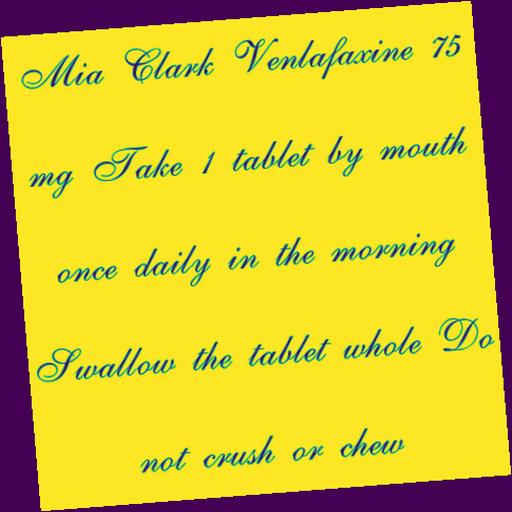 Mia Clark Venlafaxine 75
mg Take 1 tablet by mouth
once daily in the morning
Swallow the tablet whole Do
not crush or chew